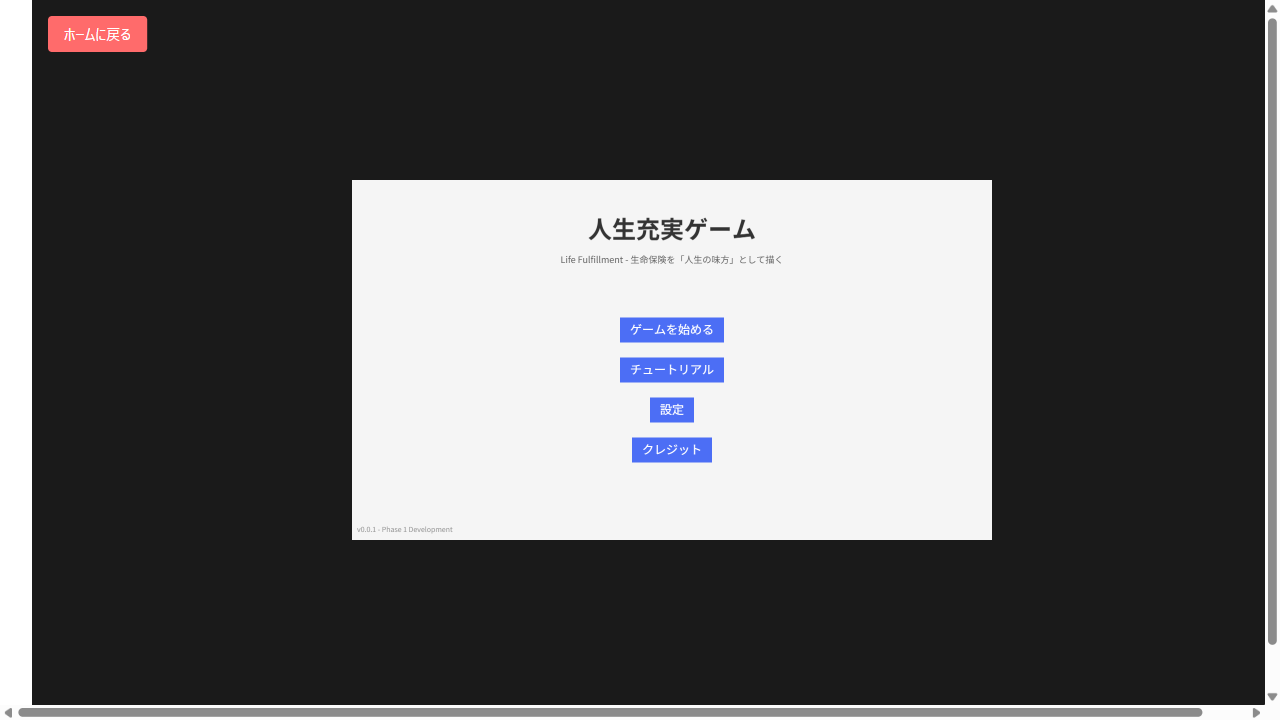 ホームに戻る
人生充実ゲーム
Life Fulfillment - 生命保険を「人生の味方」として描く
ゲームを始める
チュートリアル
設定
クレジット
v0.0.1 - Phase 1 Development